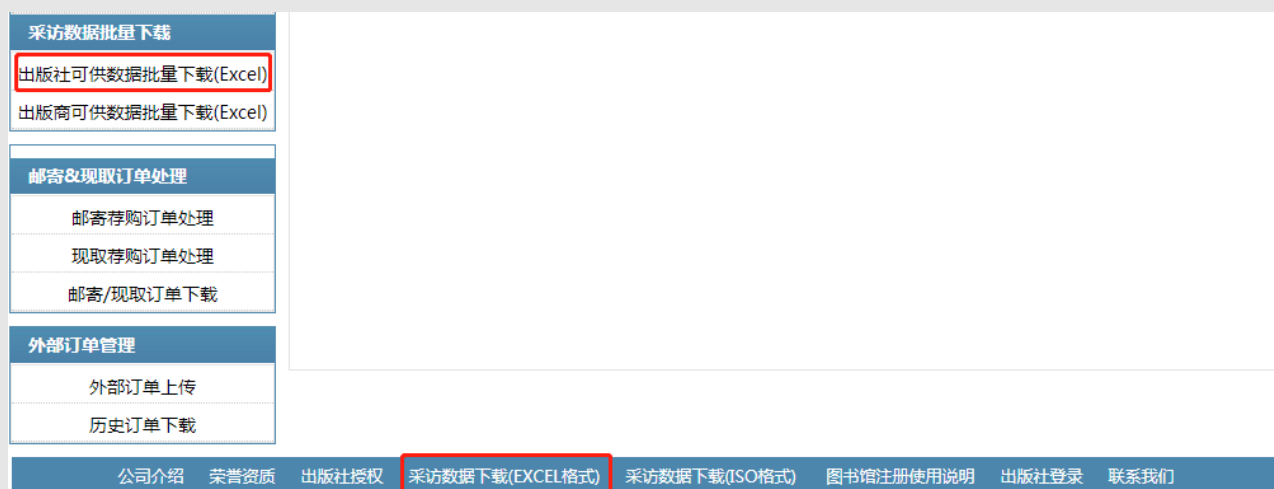 采访数据批量下载
出版社可供数据批量下载(Excel)
出版商可供数据批量下载(Excel)
邮寄&现取订单处理
邮寄荐购订单处理
现取荐购订单处理
邮寄/现取订单下载
外部订单管理
外部订单上传
历史订单下载
公司介绍 荣誉资质 出版社授权 采访数据下载(EXCEL格式) 采访数据下载(ISO格式) 图书馆注册使用说明 出版社登录 联系我们